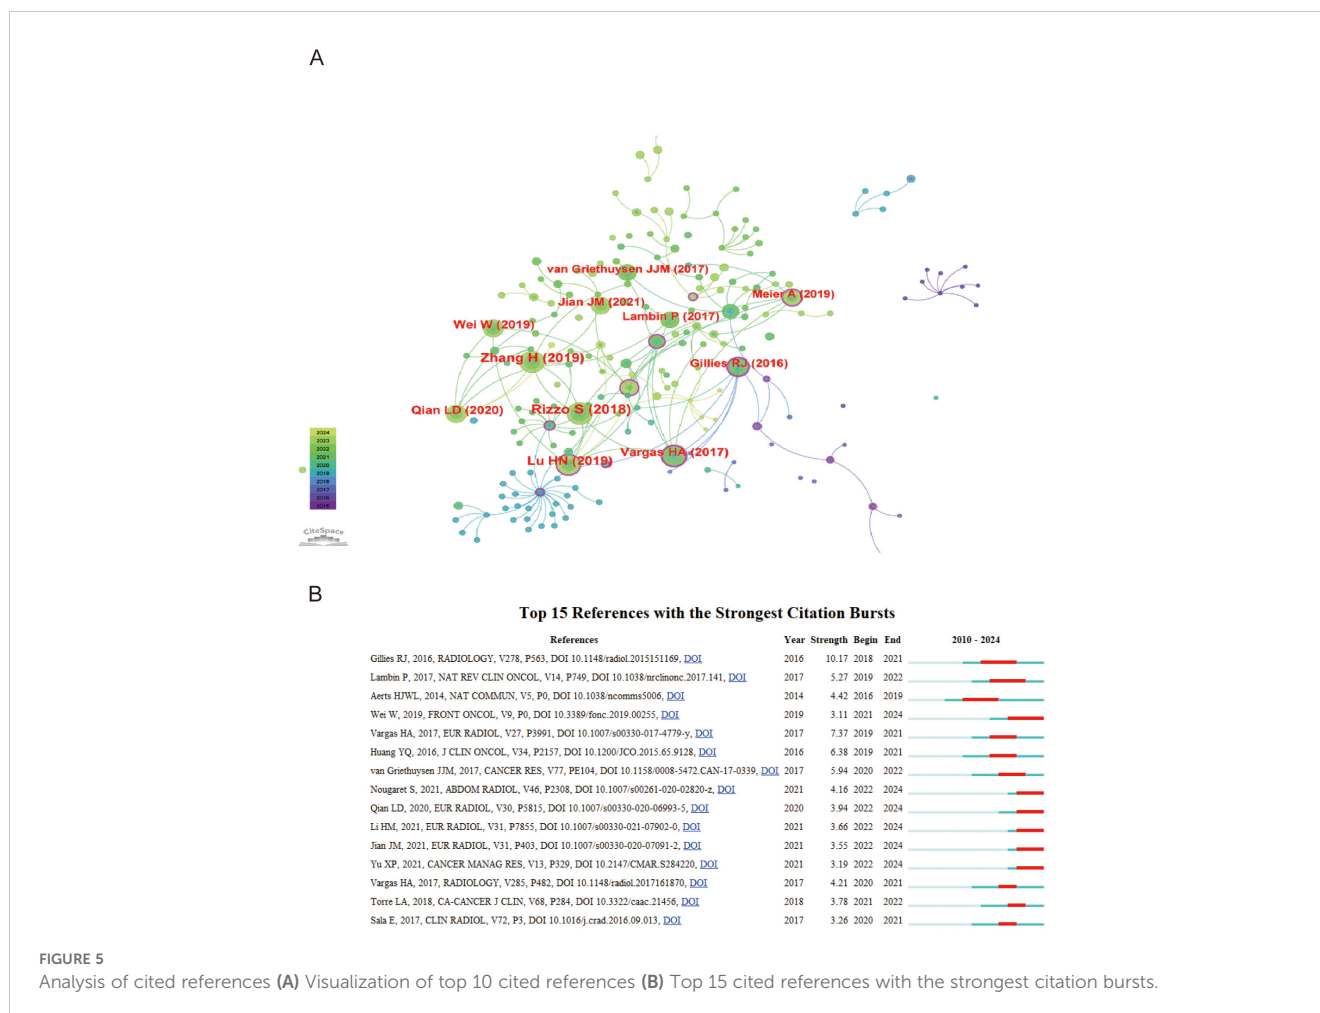 A
van Griethuysen JJM (2017)
Meier A (2019)
Jian JM (2021)
Lambin P (2017)
Wei W (2019)
Zhang H (2019)
Gillies RJ (2016)
Qian LD (2020)
Rizzo S (2018)
Vargas HA (2017)
Lu HN (2019)
2024
2023
2022
2021
2020
2019
2018
2017
2016
2015
CiteSpace
B
Top 15 References with the Strongest Citation Bursts
References Year Strength Begin End 2010 - 2024
Gillies RJ, 2016, RADIOLOGY, V278, P563, DOI 10.1148/radiol.2015151169, DOI 2016 10.17 2018 2021
Lambin P, 2017, NAT REV CLIN ONCOL, V14, P749, DOI 10.1038/nrclinonc.2017.141, DOI 2017 5.27 2019 2022
Aerts HJWL, 2014, NAT COMMUN, V5, P0, DOI 10.1038/ncomms5006, DOI 2014 4.42 2016 2019
Wei W, 2019, FRONT ONCOL, V9, P0, DOI 10.3389/fonc.2019.00255, DOI 2019 3.11 2021 2024
Vargas HA, 2017, EUR RADIOL, V27, P3991, DOI 10.1007/s00330-017-4779-y, DOI 2017 7.37 2019 2021
Huang YQ, 2016, J CLIN ONCOL, V34, P2157, DOI 10.1200/JCO.2015.65.9128, DOI 2016 6.38 2019 2021
van Griethuysen JJM, 2017, CANCER RES, V77, PE104, DOI 10.1158/0008-5472.CAN-17-0339, DOI 2017 5.94 2020 2022
Nougaret S, 2021, ABDOM RADIOL, V46, P2308, DOI 10.1007/s00261-020-02820-z, DOI 2021 4.16 2022 2024
Qian LD, 2020, EUR RADIOL, V30, P5815, DOI 10.1007/s00330-020-06993-5, DOI 2020 3.94 2022 2024
Li HM, 2021, EUR RADIOL, V31, P7855, DOI 10.1007/s00330-021-07902-0, DOI 2021 3.66 2022 2024
Jian JM, 2021, EUR RADIOL, V31, P403, DOI 10.1007/s00330-020-07091-2, DOI 2021 3.55 2022 2024
Yu XP, 2021, CANCER MANAG RES, V13, P329, DOI 10.2147/CMAR.S284220, DOI 2021 3.19 2022 2024
Vargas HA, 2017, RADIOLOGY, V285, P482, DOI 10.1148/radiol.2017161870, DOI 2017 4.21 2020 2021
Torre LA, 2018, CA-CANCER J CLIN, V68, P284, DOI 10.3322/caac.21456, DOI 2018 3.78 2021 2022
Sala E, 2017, CLIN RADIOL, V72, P3, DOI 10.1016/j.crad.2016.09.013, DOI 2017 3.26 2020 2021
FIGURE 5
Analysis of cited references (A) Visualization of top 10 cited references (B) Top 15 cited references with the strongest citation bursts.